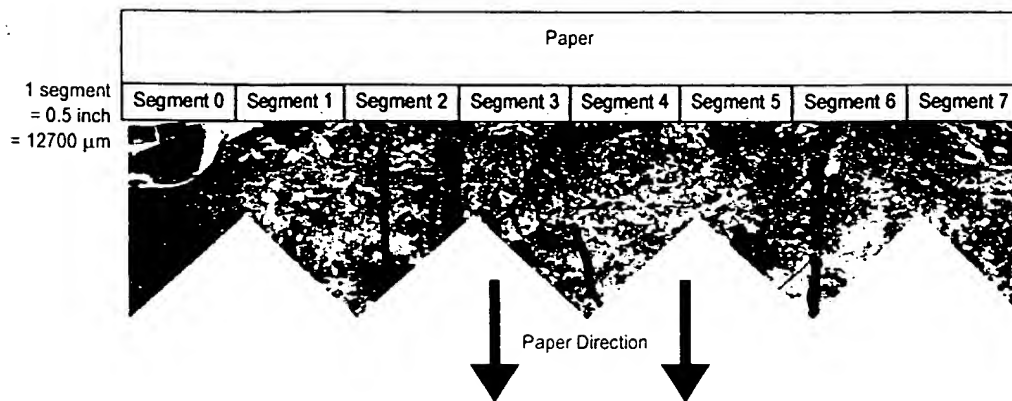 Paper
1 segment
= 0.5 inch
= 12700 µm
Segment 0 Segment 1 Segment 2 Segment 3 Segment 4 Segment 5 Segment 6 Segment 7
Paper Direction